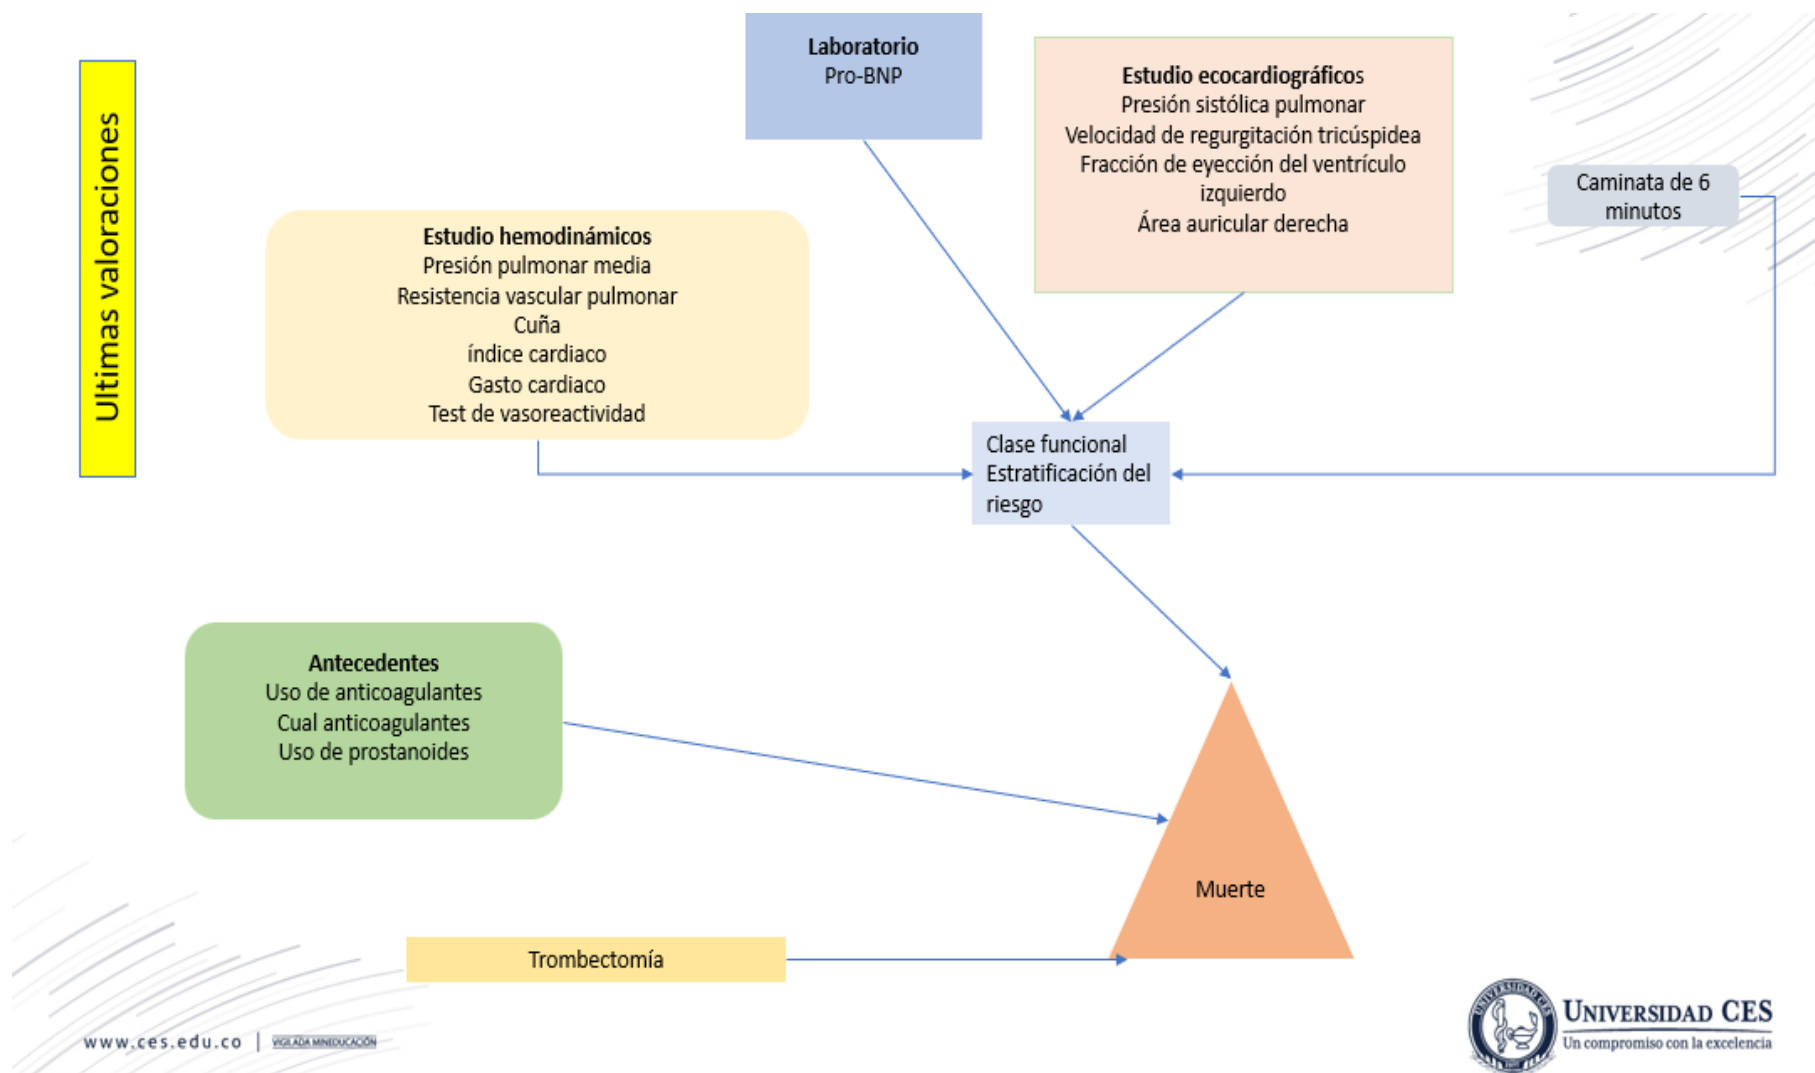 Ultimas valoraciones
Laboratorio
Pro-BNP
Estudio ecocardiográficos
Presión sistólica pulmonar
Velocidad de regurgitación tricúspidea
Fracción de eyección del ventrículo
izquierdo
Área auricular derecha
Caminata de 6
minutos
Estudio hemodinámicos
Presión pulmonar media
Resistencia vascular pulmonar
Cuña
índice cardiaco
Gasto cardiaco
Test de vasoreactividad
Clase funcional
Estratificación del
riesgo
Antecedentes
Uso de anticoagulantes
Cual anticoagulantes
Uso de prostanoides
Muerte
Trombectomía
www.ces.edu.co | VIGILADA MINEDUCACIÓN
UNIVERSIDAD CES
Un compromiso con la excelencia